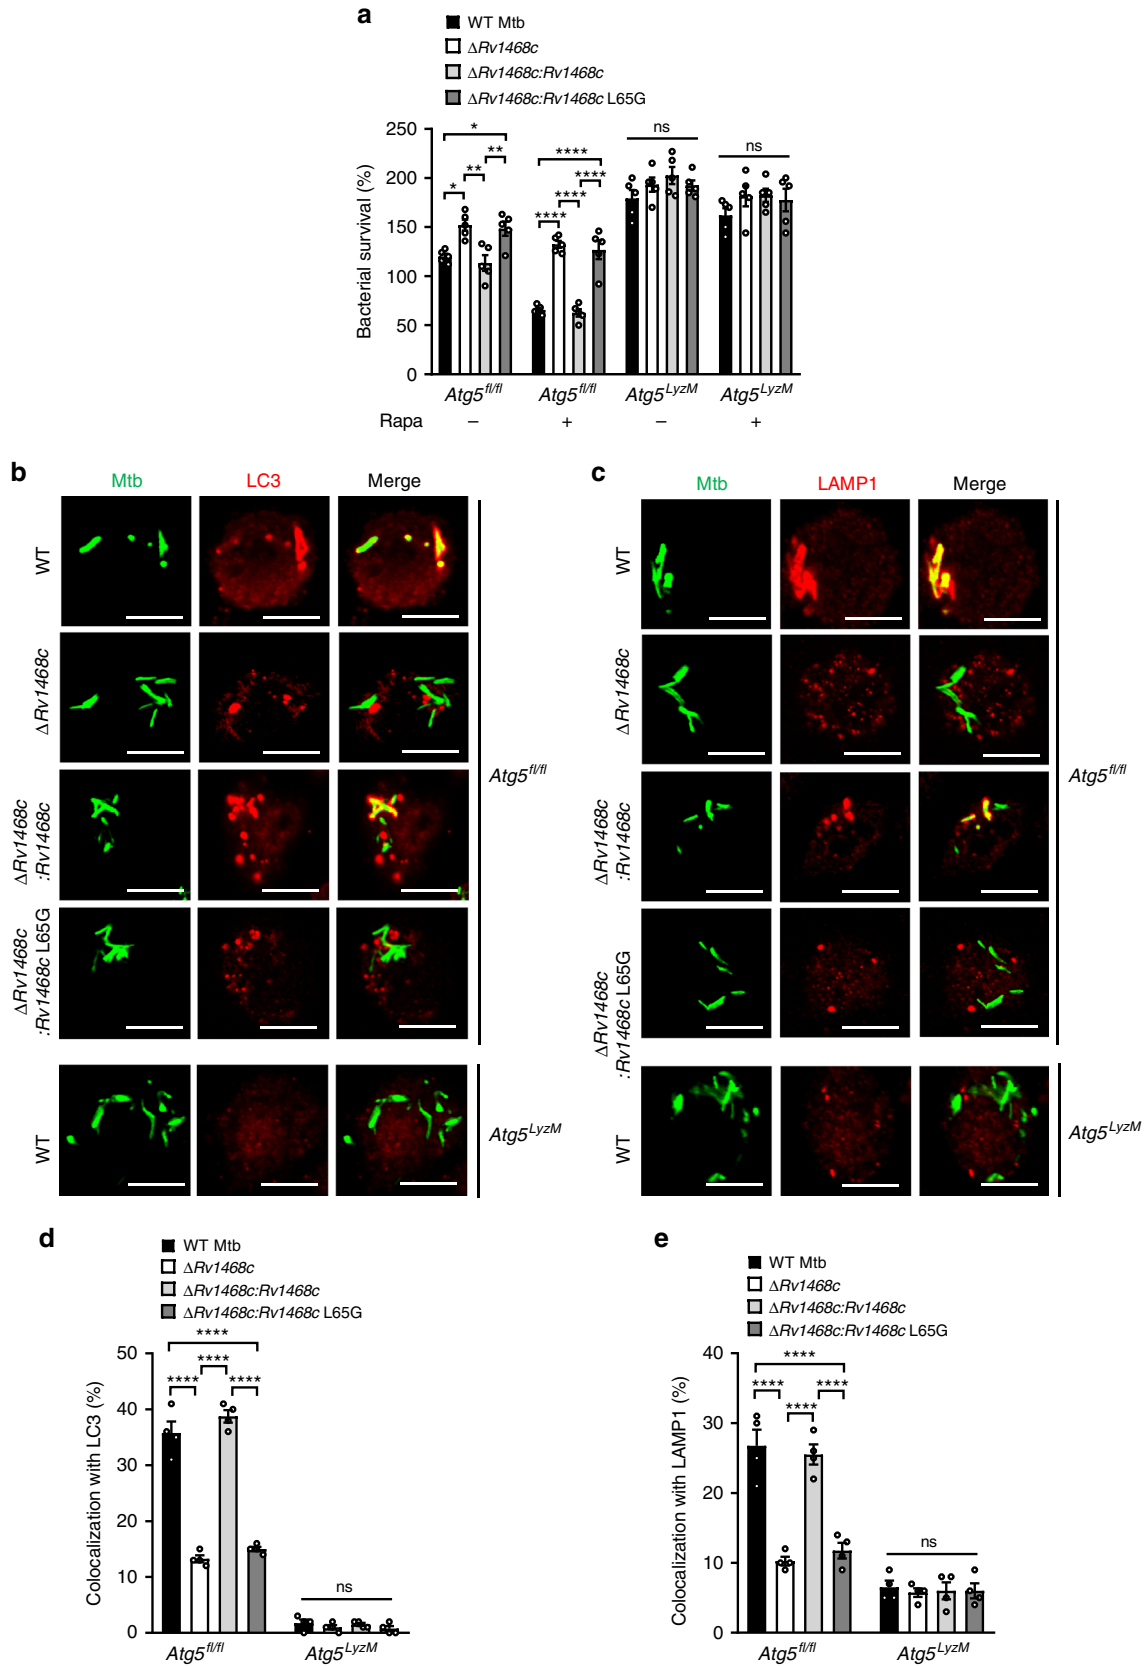 a
WT Mtb
ΔRv1468c
ΔRv1468c:Rv1468c
ΔRv1468c:Rv1468c L65G
Bacterial survival (%)
250
200
150
100
50
0
* ** ** *
**** **** **** ****
ns
ns
Atg5fl/fl Atg5fl/fl Atg5LyzM Atg5LyzM
Rapa – + – +
b
Mtb LC3 Merge
WT
ΔRv1468c
ΔRv1468c
:Rv1468c
ΔRv1468c
:Rv1468c L65G
WT
Atg5fl/fl
Atg5LyzM
c
Mtb LAMP1 Merge
WT
ΔRv1468c
ΔRv1468c
:Rv1468c
ΔRv1468c
:Rv1468c L65G
WT
Atg5fl/fl
Atg5LyzM
d
WT Mtb
ΔRv1468c
ΔRv1468c:Rv1468c
ΔRv1468c:Rv1468c L65G
Colocalization with LC3 (%)
50
40
30
20
10
0
****
****
**** ****
ns
Atg5fl/fl Atg5LyzM
e
WT Mtb
ΔRv1468c
ΔRv1468c:Rv1468c
ΔRv1468c:Rv1468c L65G
Colocalization with LAMP1 (%)
40
30
20
10
0
****
**** ****
****
ns
Atg5fl/fl Atg5LyzM